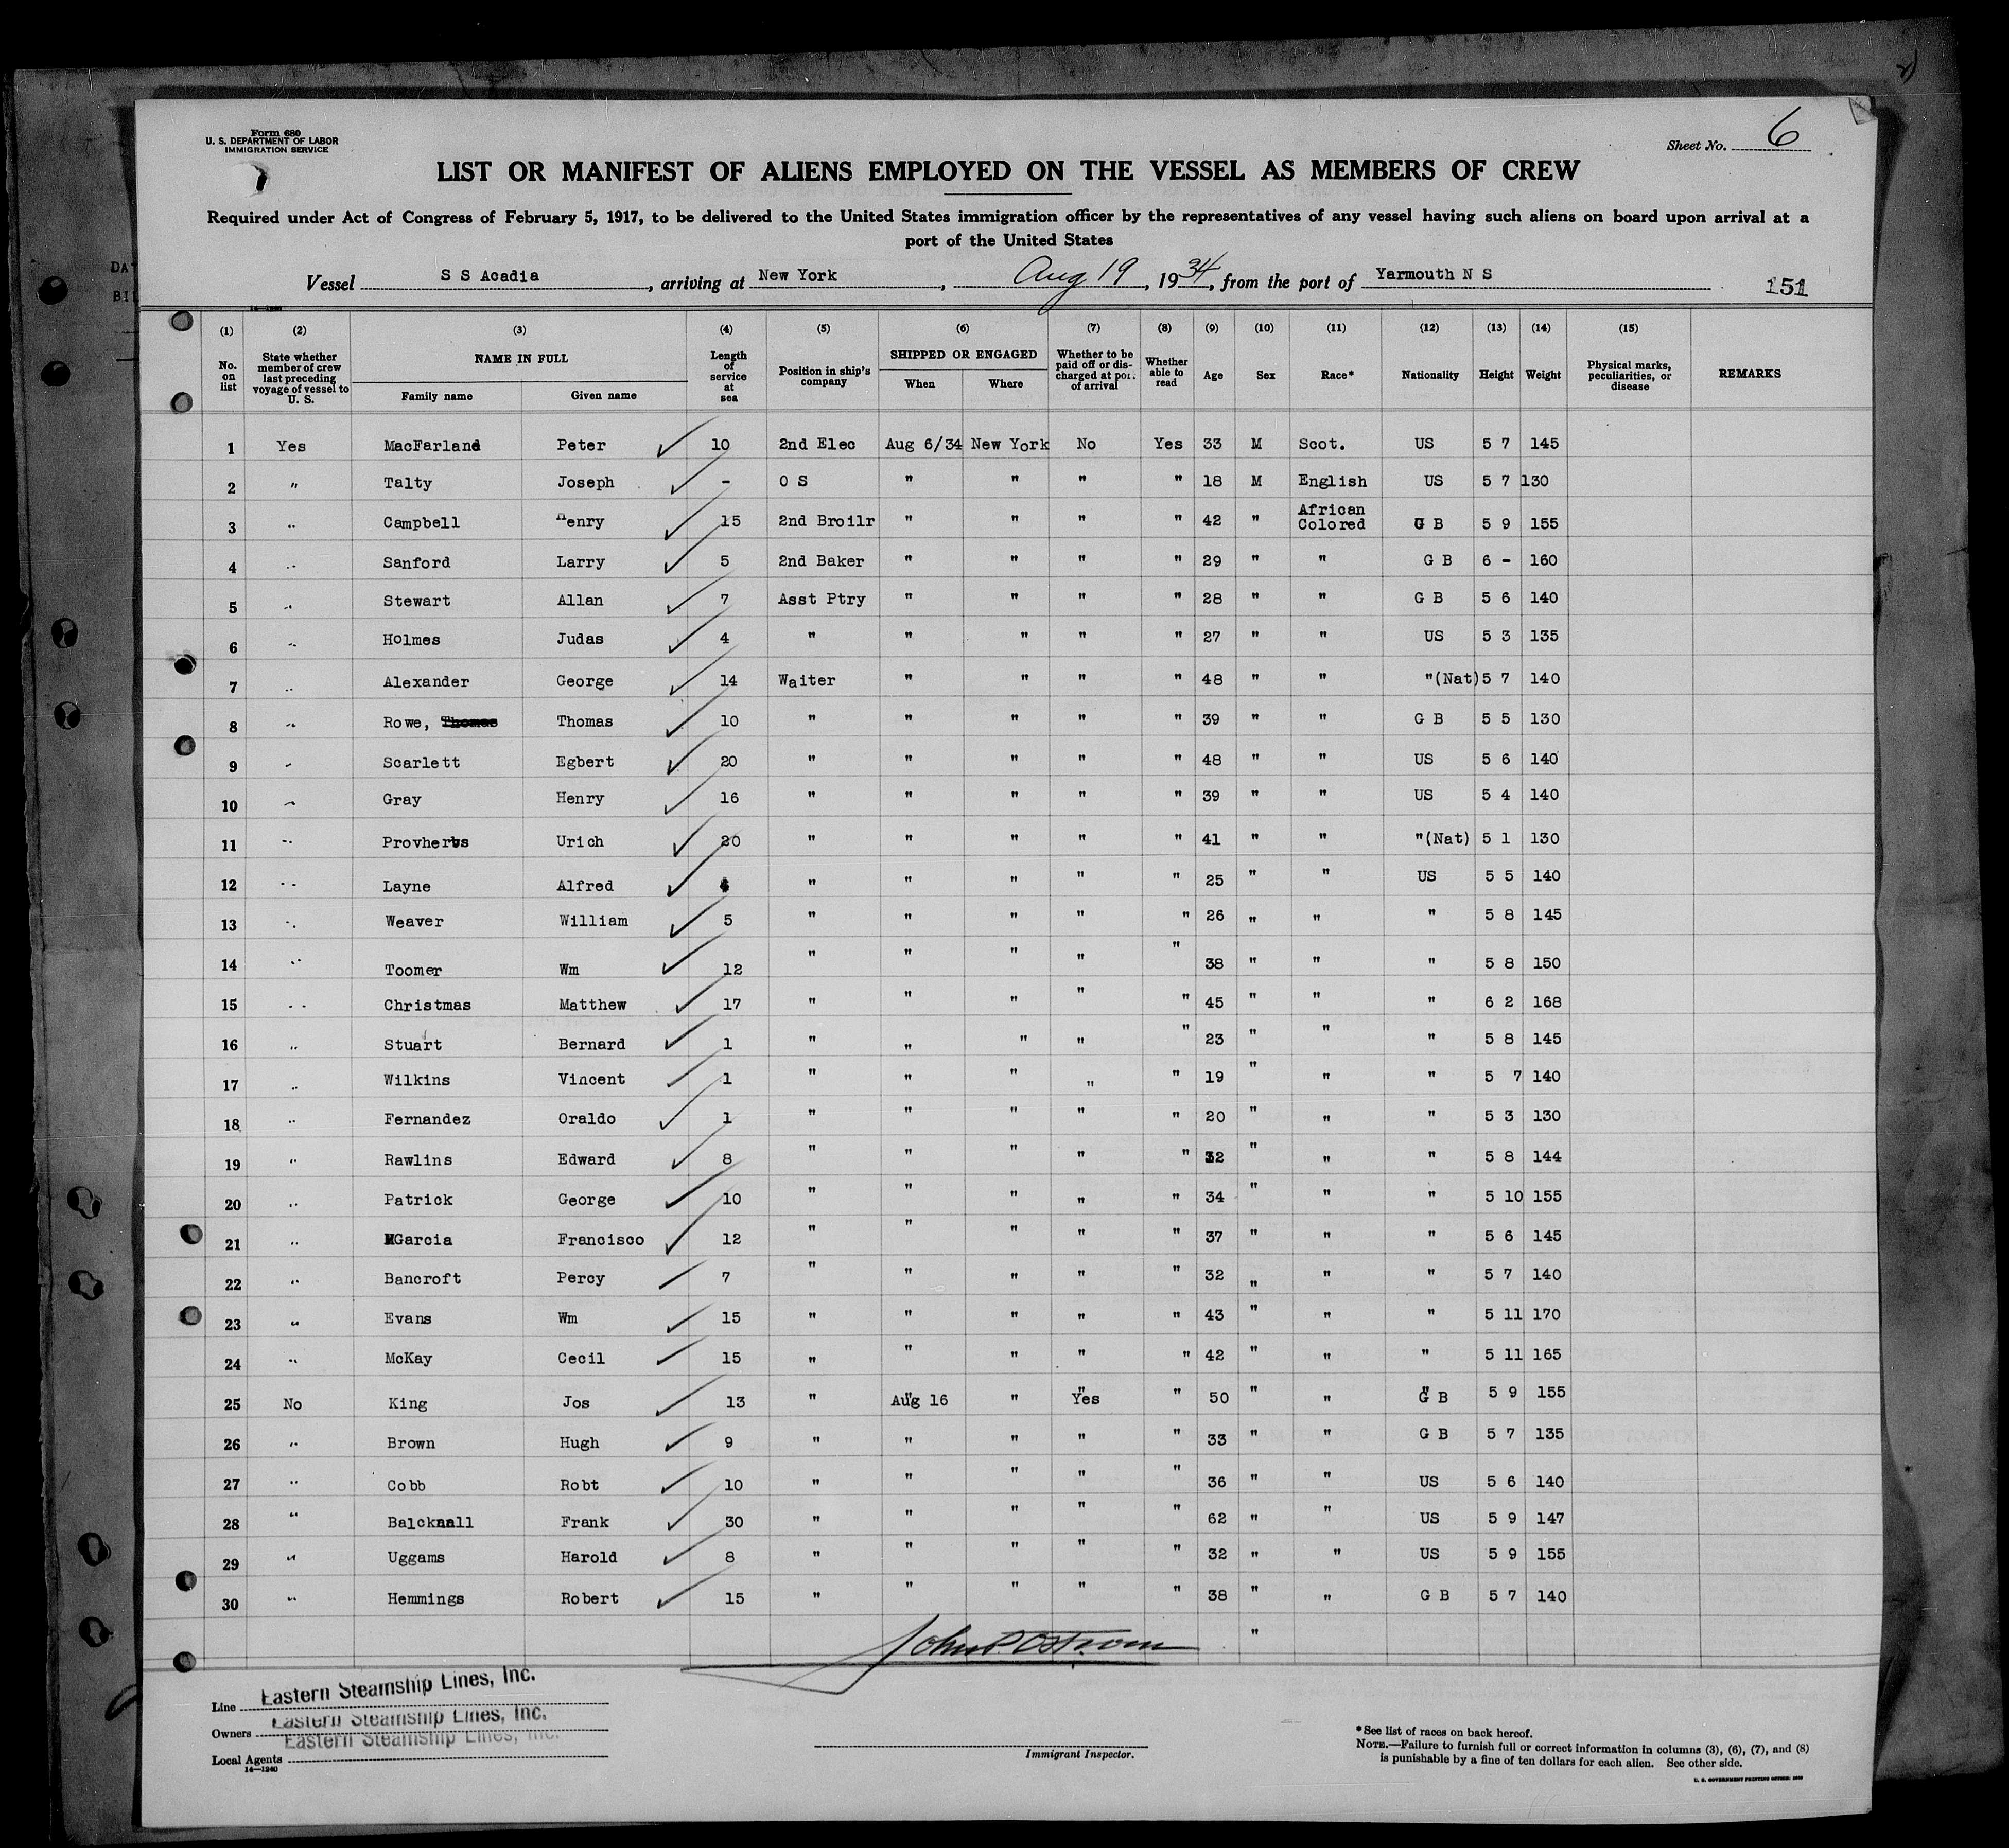 Form 680
U. S. DEPARTMENT OF LABOR
IMMIGRATION SERVICE
Sheet No. 6
LIST OR MANIFEST OF ALIENS EMPLOYED ON THE VESSEL AS MEMBERS OF CREW
Required under Act of Congress of February 5, 1917, to be delivered to the United States immigration officer by the representatives of any vessel having such aliens on board upon arrival at a
port of the United States
Vessel S S Acadia, arriving at New York, Aug 19, 1934, from the port of Yarmouth N S 151
(1) (2) (3) (4) (5) (6) (7) (8) (9) (10) (11) (12) (13) (14) (15)
No. on list State whether member of crew last preceding voyage of vessel to U. S. NAME IN FULL Family name Given name Length of service at sea Position in ship's company SHIPPED OR ENGAGED When Where Whether to be paid off or discharged at port of arrival Whether able to read Age Sex Race* Nationality Height Weight Physical marks, peculiarities, or disease REMARKS
1 Yes MacFarland Peter ✓ 10 2nd Elec Aug 6/34 New York No Yes 33 M Scot. US 5 7 145
2 " Talty Joseph ✓ - O S " " " " 18 M English US 5 7 130
3 " Campbell Henry ✓ 15 2nd Broilr " " " " 42 " African Colored G B 5 9 155
4 " Sanford Larry ✓ 5 2nd Baker " " " " 29 " " G B 6 - 160
5 " Stewart Allan ✓ 7 Asst Ptry " " " " 28 " " G B 5 6 140
6 " Holmes Judas ✓ 4 " " " " " 27 " " US 5 3 135
7 " Alexander George ✓ 14 Waiter " " " " 48 " " "(Nat) 5 7 140
8 " Rowe, Thomas Thomas ✓ 10 " " " " " 39 " " G B 5 5 130
9 " Scarlett Egbert ✓ 20 " " " " " 48 " " US 5 6 140
10 " Gray Henry ✓ 16 " " " " " 39 " " US 5 4 140
11 " Provherbs Urich ✓ 20 " " " " " 41 " " "(Nat) 5 1 130
12 " Layne Alfred ✓ " " " " " 25 " " US 5 5 140
13 " Weaver William ✓ 5 " " " " " 26 " " " 5 8 145
14 " Toomer Wm ✓ 12 " " " " " 38 " " " 5 8 150
15 " Christmas Matthew ✓ 17 " " " " " 45 " " " 6 2 168
16 " Stuart Bernard ✓ 1 " " " " " 23 " " " 5 8 145
17 " Wilkins Vincent ✓ 1 " " " " " 19 " " " 5 7 140
18 " Fernandez Oraldo ✓ 1 " " " " " 20 " " " 5 3 130
19 " Rawlins Edward ✓ 8 " " " " " 32 " " " 5 8 144
20 " Patrick George ✓ 10 " " " " " 34 " " " 5 10 155
21 " Garcia Francisco ✓ 12 " " " " " 37 " " " 5 6 145
22 " Bancroft Percy ✓ 7 " " " " " 32 " " " 5 7 140
23 " Evans Wm ✓ 15 " " " " " 43 " " " 5 11 170
24 " McKay Cecil ✓ 15 " " " " " 42 " " " 5 11 165
25 No King Jos ✓ 13 " Aug 16 " Yes " 50 " " G B 5 9 155
26 " Brown Hugh ✓ 9 " " " " " 33 " " G B 5 7 135
27 " Cobb Robt ✓ 10 " " " " " 36 " " US 5 6 140
28 " Balcknall Frank ✓ 30 " " " " " 62 " " US 5 9 147
29 " Uggams Harold ✓ 8 " " " " " 32 " " US 5 9 155
30 " Hemmings Robert ✓ 15 " " " " " 38 " " G B 5 7 140
"
John P. Ostrom
Line Eastern Steamship Lines, Inc.
Owners Eastern Steamship Lines, Inc.
Local Agents Eastern Steamship Lines, Inc.
14—1240
Immigrant Inspector.
*See list of races on back hereof.
NOTE.—Failure to furnish full or correct information in columns (3), (6), (7), and (8)
is punishable by a fine of ten dollars for each alien. See other side.